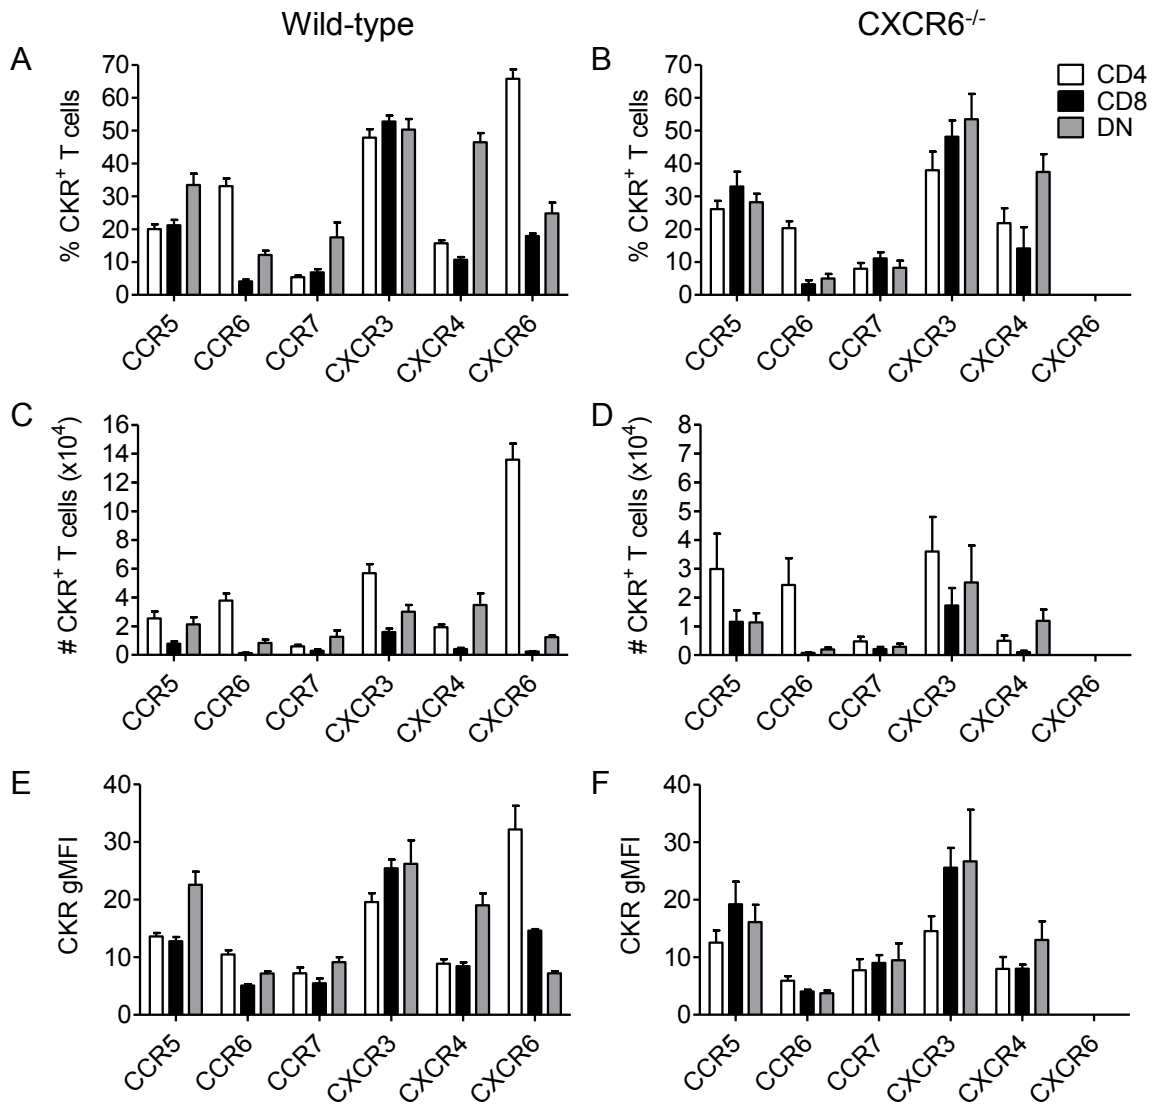 Wild-type
CXCR6-/-
A
% CKR+ T cells
70
60
50
40
30
20
10
0
CCR5
CCR6
CCR7
CXCR3
CXCR4
CXCR6
B
% CKR+ T cells
70
60
50
40
30
20
10
0
CCR5
CCR6
CCR7
CXCR3
CXCR4
CXCR6
CD4
CD8
DN
C
# CKR+ T cells (x10^4)
16
14
12
10
8
6
4
2
0
CCR5
CCR6
CCR7
CXCR3
CXCR4
CXCR6
D
# CKR+ T cells (x10^4)
8
7
6
5
4
3
2
1
0
CCR5
CCR6
CCR7
CXCR3
CXCR4
CXCR6
E
CKR gMFI
40
30
20
10
0
CCR5
CCR6
CCR7
CXCR3
CXCR4
CXCR6
F
CKR gMFI
40
30
20
10
0
CCR5
CCR6
CCR7
CXCR3
CXCR4
CXCR6